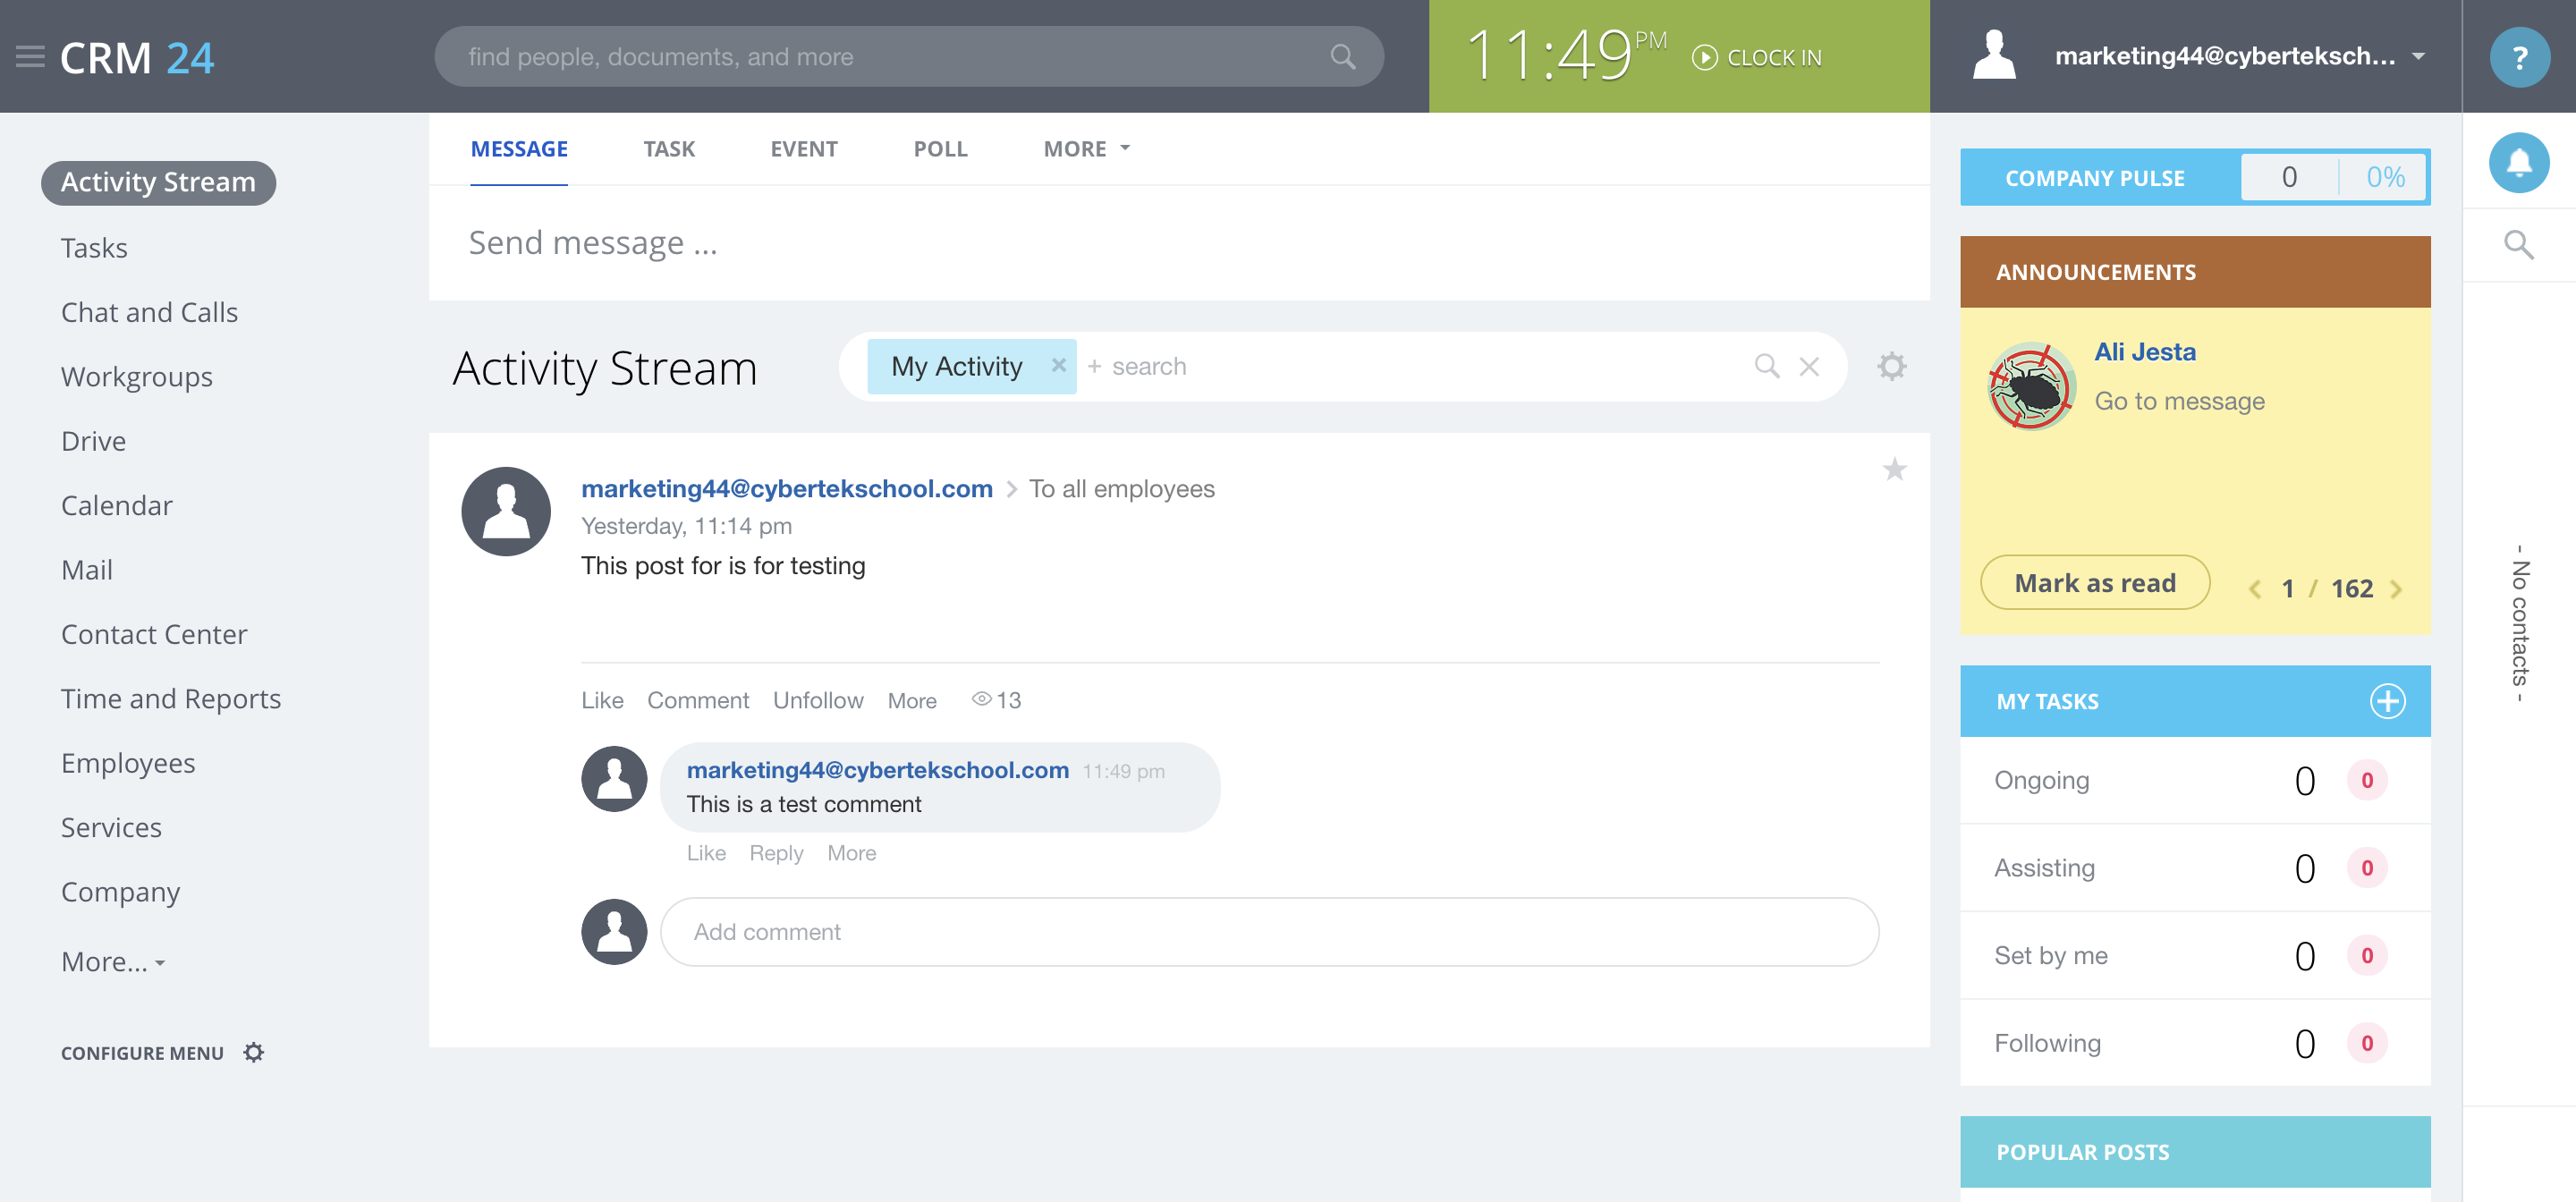 CRM 24
find people, documents, and more
11:49 PM
CLOCK IN
marketing44@cyberteksch...
?
Activity Stream
Tasks
Chat and Calls
Workgroups
Drive
Calendar
Mail
Contact Center
Time and Reports
Employees
Services
Company
More...
CONFIGURE MENU
MESSAGE TASK EVENT POLL MORE
Send message ...
Activity Stream
My Activity × + search
marketing44@cybertekschool.com > To all employees
Yesterday, 11:14 pm
This post for is for testing
Like Comment Unfollow More 13
marketing44@cybertekschool.com 11:49 pm
This is a test comment
Like Reply More
Add comment
COMPANY PULSE 0 0%
ANNOUNCEMENTS
Ali Jesta
Go to message
Mark as read < 1 / 162 >
MY TASKS
Ongoing 0 0
Assisting 0 0
Set by me 0 0
Following 0 0
POPULAR POSTS
- No contacts -